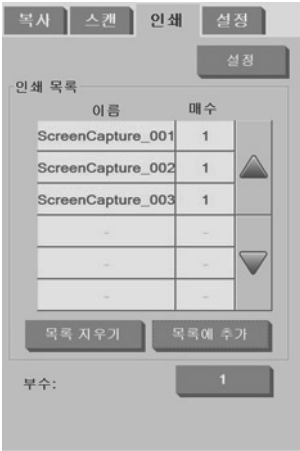 복사 스캔 인쇄 설정
설정
인쇄 목록
이름 매수
ScreenCapture_001 1
ScreenCapture_002 1
ScreenCapture_003 1
- -
- -
- -
목록 지우기 목록에 추가
부수: 1